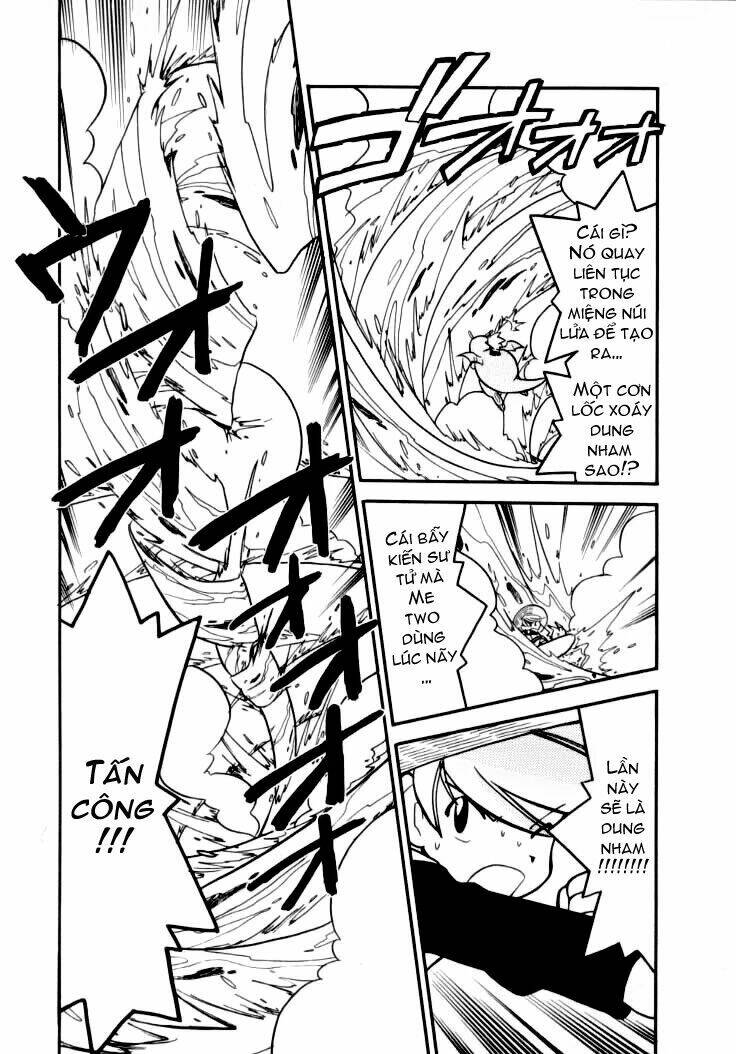 ゴオオオ
CÁI GÌ?
NÓ QUAY
LIÊN TỤC
TRONG
MIỆNG NÚI
LỬA ĐỂ TẠO
RA...
MỘT CƠN
LỐC XOÁY
DUNG
NHAM
SAO!?
CÁI BẪY
KIẾN SƯ
TỬ MÀ
ME
TWO
DÙNG
LÚC NÃY
...
LẦN
NÀY
SẼ LÀ
DUNG
NHAM
!!!!!!!!
ウオオオ
オオオオ
TẤN
CÔNG
!!!